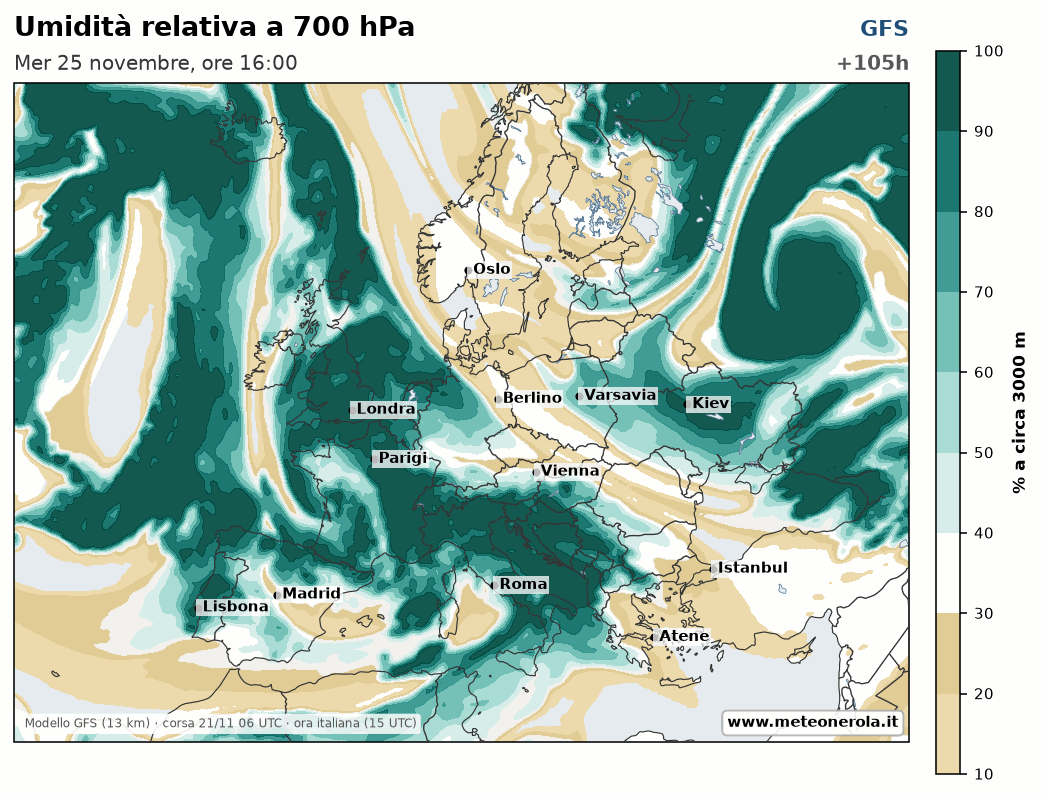 Umidità relativa a 700 hPa
GFS
Mer 25 novembre, ore 16:00
+105h
100
90
80
70
60
50
40
30
20
10
% a circa 3000 m
Oslo
Londra
Berlino
Varsavia
Kiev
Parigi
Vienna
Istanbul
Roma
Madrid
Lisbona
Atene
Modello GFS (13 km) · corsa 21/11 06 UTC · ora italiana (15 UTC)
www.meteonerola.it